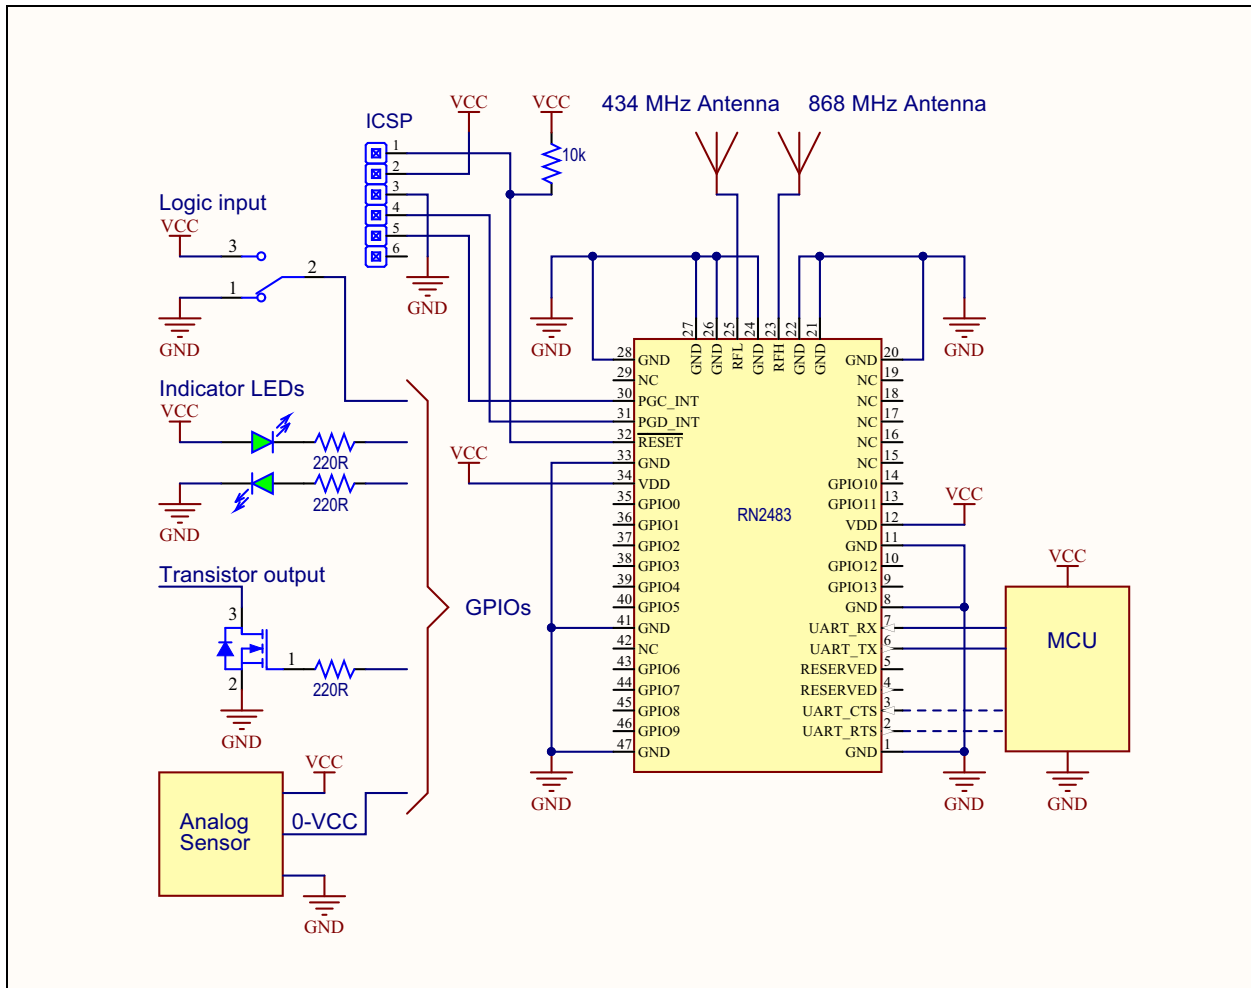 434 MHz Antenna
868 MHz Antenna
VCC
VCC
ICSP
1
2
3
4
5
6
10k
GND
Logic input
VCC
3
2
1
GND
Indicator LEDs
VCC
220R
220R
GND
Transistor output
3
1
2
220R
GND
VCC
Analog
Sensor
0-VCC
GND
GPIOs
VCC
GND
GND
27 GND
26 GND
25 RFL
24 GND
23 RFH
22 GND
21 GND
28 GND
29 NC
30 PGC_INT
31 PGD_INT
32 RESET
33 GND
34 VDD
35 GPIO0
36 GPIO1
37 GPIO2
38 GPIO3
39 GPIO4
40 GPIO5
41 GND
42 NC
43 GPIO6
44 GPIO7
45 GPIO8
46 GPIO9
47 GND
RN2483
GND 20
NC 19
NC 18
NC 17
NC 16
NC 15
GPIO10 14
GPIO11 13
VDD 12
GND 11
GPIO12 10
GPIO13 9
GND 8
UART_RX 7
UART_TX 6
RESERVED 5
RESERVED 4
UART_CTS 3
UART_RTS 2
GND 1
VCC
VCC
MCU
GND
GND
GND